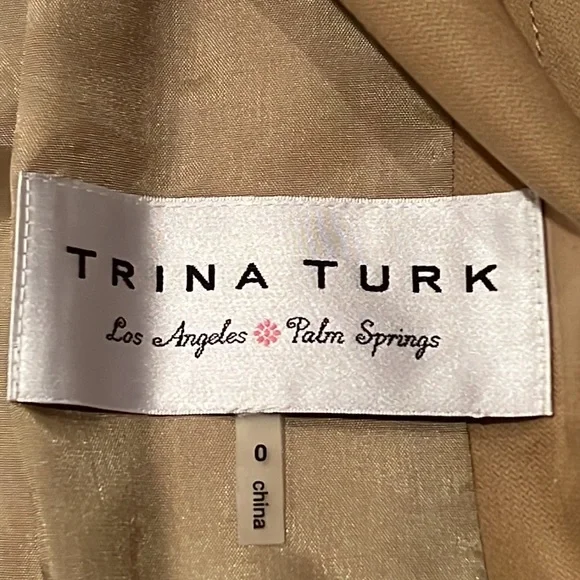 TRINA TURK
Los Angeles Palm Springs
0
china